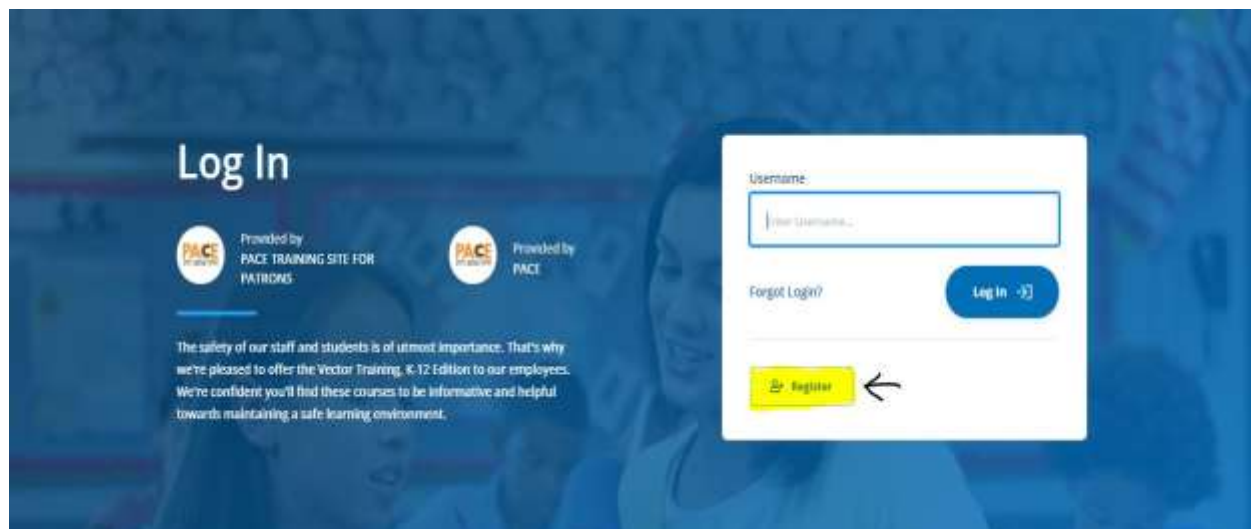 Log In
PACE
Provided by
PACE TRAINING SITE FOR
PATRONS
PACE
Provided by
PACE
The safety of our staff and students is of utmost importance. That's why
we're pleased to offer the Vector Training, K-12 Edition to our employees.
We're confident you'll find these courses to be informative and helpful
towards maintaining a safe learning environment.
Username
Enter Username...
Forgot Login?
Log In
Register